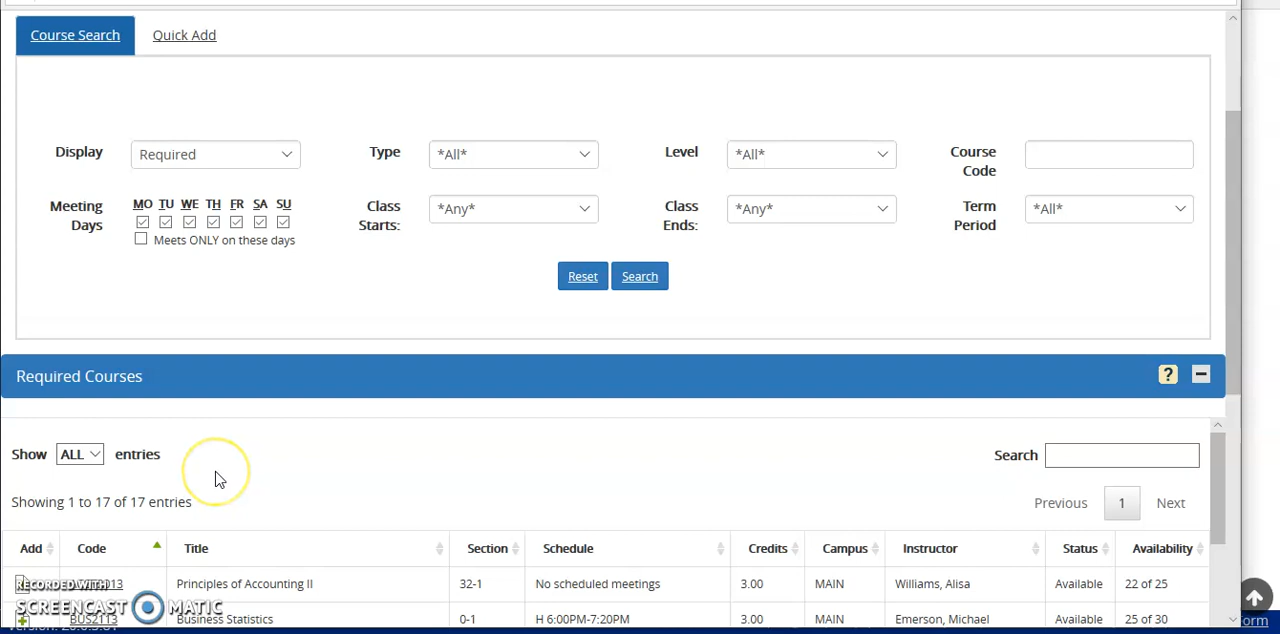 Course Search Quick Add
Display Required Type *All* Level *All* Course Code
Meeting Days MO TU WE TH FR SA SU Class Starts: *Any* Class Ends: *Any* Term Period *All*
Meets ONLY on these days
Reset Search
Required Courses ?
Show ALL entries Search
Showing 1 to 17 of 17 entries Previous 1 Next
Add Code Title Section Schedule Credits Campus Instructor Status Availability
Principles of Accounting II 32-1 No scheduled meetings 3.00 MAIN Williams, Alisa Available 22 of 25
RECORDED WITH
SCREENCAST MATIC
BUS2113 Business Statistics 0-1 H 6:00PM-7:20PM 3.00 MAIN Emerson, Michael Available 25 of 30